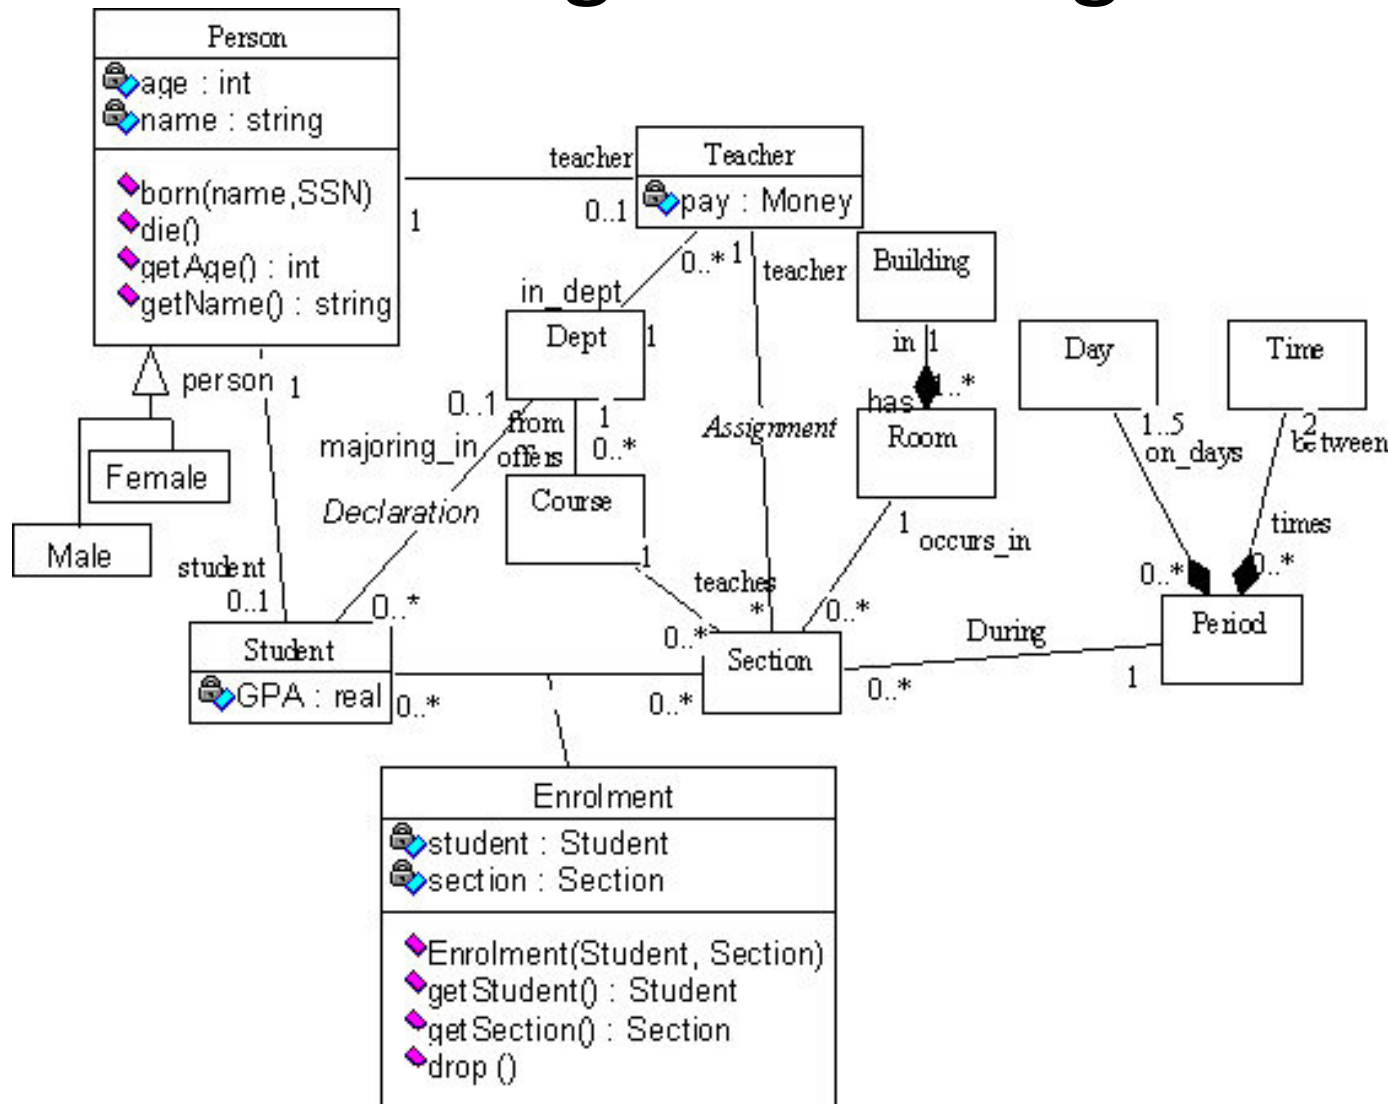 Person
age : int
name : string
born(name,SSN)
die()
getAge() : int
getName() : string
teacher
0..1
1
Teacher
pay : Money
0..*
1
teacher
in_dept
Dept
1
Building
in
1
1..*
has
Room
Day
1..5
on_days
Time
2
between
times
0..*
0..*
Period
person
1
Female
Male
0..1
majoring_in
Declaration
from
1
offers
0..*
Course
1
Assignment
1
occurs_in
teaches
*
0..*
0..*
student
0..1
0..*
Student
GPA : real
0..*
0..*
Section
During
0..*
1
Enrolment
student : Student
section : Section
Enrolment(Student, Section)
getStudent() : Student
getSection() : Section
drop ()